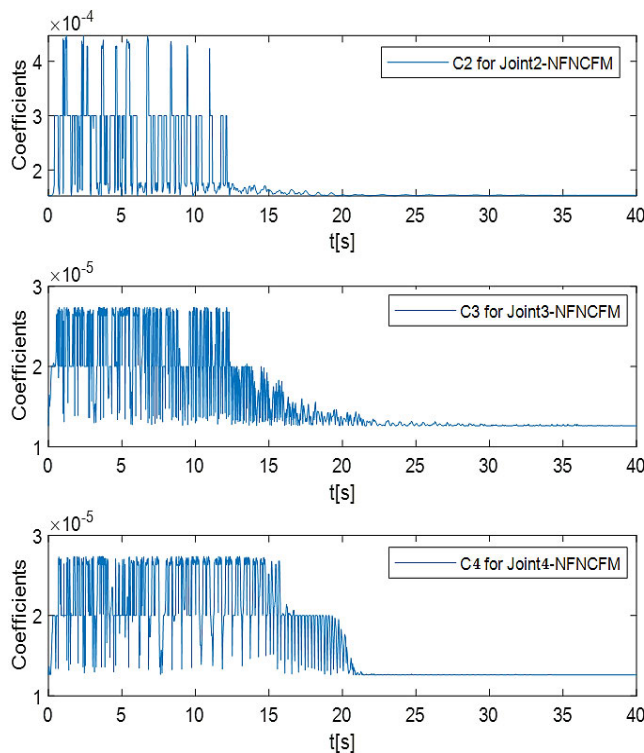 ×10⁻⁴
4
3
2
Coefficients
C2 for Joint2-NFNCFM
0 5 10 15 20 25 30 35 40
t[s]
×10⁻⁵
3
2
1
Coefficients
C3 for Joint3-NFNCFM
0 5 10 15 20 25 30 35 40
t[s]
×10⁻⁵
3
2
1
Coefficients
C4 for Joint4-NFNCFM
0 5 10 15 20 25 30 35 40
t[s]